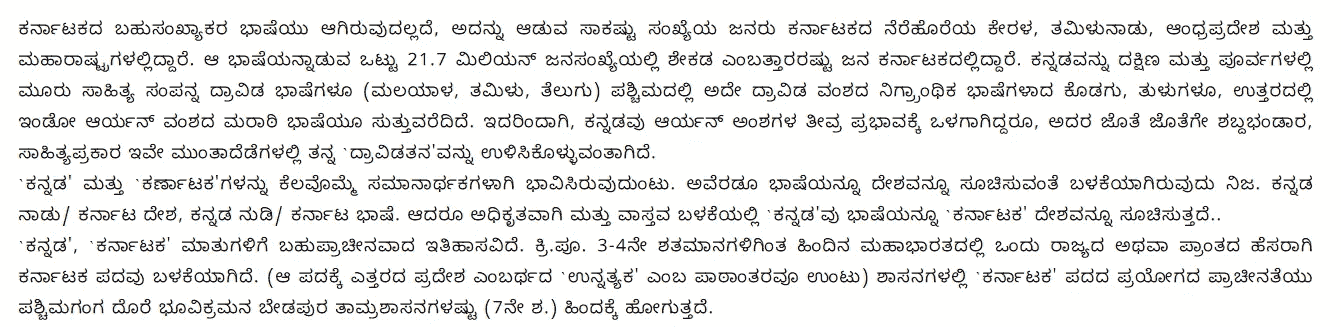 ಕರ್ನಾಟಕದ ಬಹುಸಂಖ್ಯಾಕರ ಭಾಷೆಯು ಆಗಿರುವುದಲ್ಲದೆ, ಅದನ್ನು ಆಡುವ ಸಾಕಷ್ಟು ಸಂಖ್ಯೆಯ ಜನರು ಕರ್ನಾಟಕದ ನೆರೆಹೊರೆಯ ಕೇರಳ, ತಮಿಳುನಾಡು, ಆಂಧ್ರಪ್ರದೇಶ ಮತ್ತು
ಮಹಾರಾಷ್ಟ್ರಗಳಲ್ಲಿದ್ದಾರೆ. ಆ ಭಾಷೆಯನ್ನಾಡುವ ಒಟ್ಟು 21.7 ಮಿಲಿಯನ್ ಜನಸಂಖ್ಯೆಯಲ್ಲಿ ಶೇಕಡ ಎಂಬತ್ತಾರರಷ್ಟು ಜನ ಕರ್ನಾಟಕದಲ್ಲಿದ್ದಾರೆ. ಕನ್ನಡವನ್ನು ದಕ್ಷಿಣ ಮತ್ತು ಪೂರ್ವಗಳಲ್ಲಿ
ಮೂರು ಸಾಹಿತ್ಯ ಸಂಪನ್ನ ದ್ರಾವಿಡ ಭಾಷೆಗಳೂ (ಮಲಯಾಳ, ತಮಿಳು, ತೆಲುಗು) ಪಶ್ಚಿಮದಲ್ಲಿ ಅದೇ ದ್ರಾವಿಡ ವಂಶದ ನಿಗ್ರ್ರಾಂಥಿಕ ಭಾಷೆಗಳಾದ ಕೊಡಗು, ತುಳುಗಳೂ, ಉತ್ತರದಲ್ಲಿ
ಇಂಡೋ ಆರ್ಯನ್ ವಂಶದ ಮರಾಠಿ ಭಾಷೆಯೂ ಸುತ್ತುವರೆದಿದೆ. ಇದರಿಂದಾಗಿ, ಕನ್ನಡವು ಆರ್ಯನ್ ಅಂಶಗಳ ತೀವ್ರ ಪ್ರಭಾವಕ್ಕೆ ಒಳಗಾಗಿದ್ದರೂ, ಅದರ ಜೊತೆ ಜೊತೆಗೇ ಶಬ್ದಭಂಡಾರ,
ಸಾಹಿತ್ಯಪ್ರಕಾರ ಇವೇ ಮುಂತಾದೆಡೆಗಳಲ್ಲಿ ತನ್ನ `ದ್ರಾವಿಡತನ'ವನ್ನು ಉಳಿಸಿಕೊಳ್ಳುವಂತಾಗಿದೆ.
`ಕನ್ನಡ' ಮತ್ತು `ಕರ್ಣಾಟಕ'ಗಳನ್ನು ಕೆಲವೊಮ್ಮೆ ಸಮಾನಾರ್ಥಕಗಳಾಗಿ ಭಾವಿಸಿರುವುದುಂಟು. ಅವೆರಡೂ ಭಾಷೆಯನ್ನೂ ದೇಶವನ್ನೂ ಸೂಚಿಸುವಂತೆ ಬಳಕೆಯಾಗಿರುವುದು ನಿಜ. ಕನ್ನಡ
ನಾಡು/ ಕರ್ನಾಟ ದೇಶ, ಕನ್ನಡ ನುಡಿ/ ಕರ್ನಾಟ ಭಾಷೆ. ಆದರೂ ಅಧಿಕೃತವಾಗಿ ಮತ್ತು ವಾಸ್ತವ ಬಳಕೆಯಲ್ಲಿ `ಕನ್ನಡ'ವು ಭಾಷೆಯನ್ನೂ `ಕರ್ನಾಟಕ' ದೇಶವನ್ನೂ ಸೂಚಿಸುತ್ತದೆ..
`ಕನ್ನಡ', `ಕರ್ನಾಟಕ' ಮಾತುಗಳಿಗೆ ಬಹುಪ್ರಾಚೀನವಾದ ಇತಿಹಾಸವಿದೆ. ಕ್ರಿ.ಪೂ. 3-4ನೇ ಶತಮಾನಗಳಿಗಿಂತ ಹಿಂದಿನ ಮಹಾಭಾರತದಲ್ಲಿ ಒಂದು ರಾಜ್ಯದ ಅಥವಾ ಪ್ರಾಂತದ ಹೆಸರಾಗಿ
ಕರ್ನಾಟಕ ಪದವು ಬಳಕೆಯಾಗಿದೆ. (ಆ ಪದಕ್ಕೆ ಎತ್ತರದ ಪ್ರದೇಶ ಎಂಬರ್ಥದ `ಉನ್ನತ್ಯಕ' ಎಂಬ ಪಾಠಾಂತರವೂ ಉಂಟು) ಶಾಸನಗಳಲ್ಲಿ `ಕರ್ನಾಟಕ' ಪದದ ಪ್ರಯೋಗದ ಪ್ರಾಚೀನತೆಯು
ಪಶ್ಚಿಮಗಂಗ ದೊರೆ ಭೂವಿಕ್ರಮನ ಬೇಡಪುರ ತಾಮ್ರಶಾಸನಗಳಷ್ಟು (7ನೇ ಶ.) ಹಿಂದಕ್ಕೆ ಹೋಗುತ್ತದೆ.